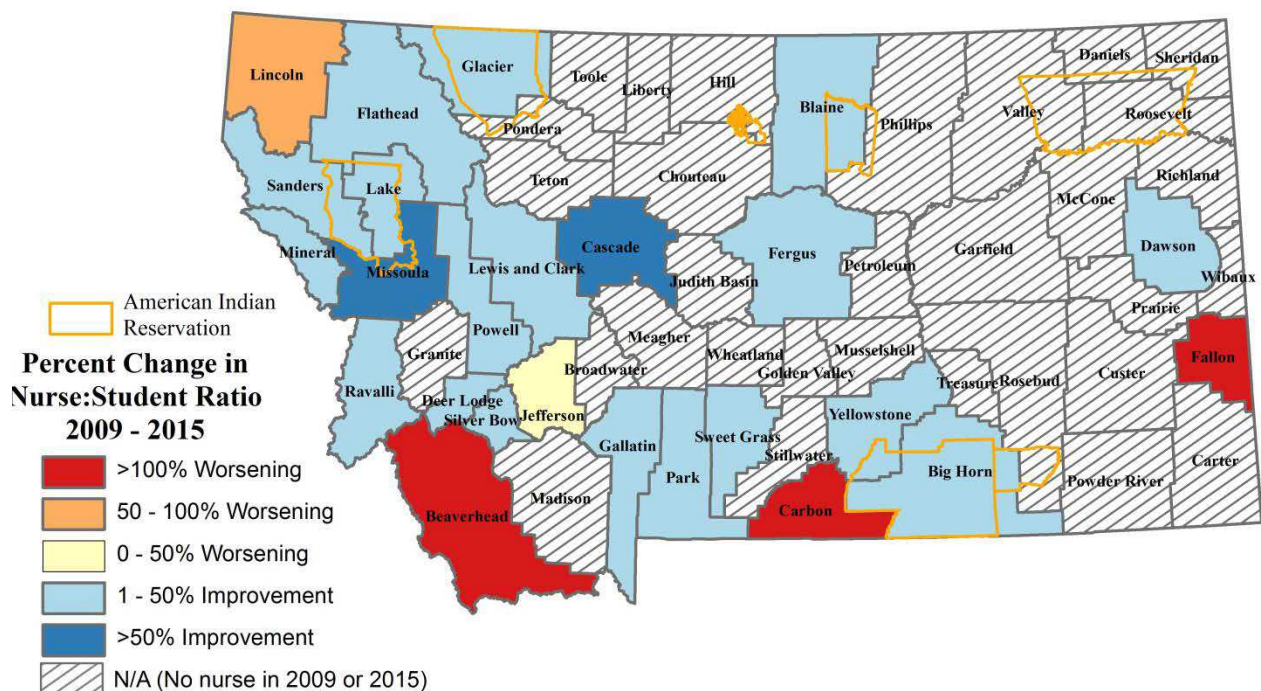 Lincoln
Flathead
Glacier
Toole
Liberty
Hill
Blaine
Phillips
Valley
Daniels
Sheridan
Roosevelt
Pondera
Teton
Chouteau
Richland
McCone
Sanders
Lake
Mineral
Missoula
Lewis and Clark
Cascade
Judith Basin
Fergus
Petroleum
Garfield
Dawson
Wibaux
Prairie
Powell
Granite
Ravalli
Deer Lodge
Silver Bow
Jefferson
Broadwater
Meagher
Wheatland
Golden Valley
Musselshell
Treasure
Rosebud
Custer
Fallon
Yellowstone
Beaverhead
Madison
Gallatin
Park
Sweet Grass
Stillwater
Carbon
Big Horn
Powder River
Carter
American Indian
Reservation
Percent Change in
Nurse:Student Ratio
2009 - 2015
>100% Worsening
50 - 100% Worsening
0 - 50% Worsening
1 - 50% Improvement
>50% Improvement
N/A (No nurse in 2009 or 2015)